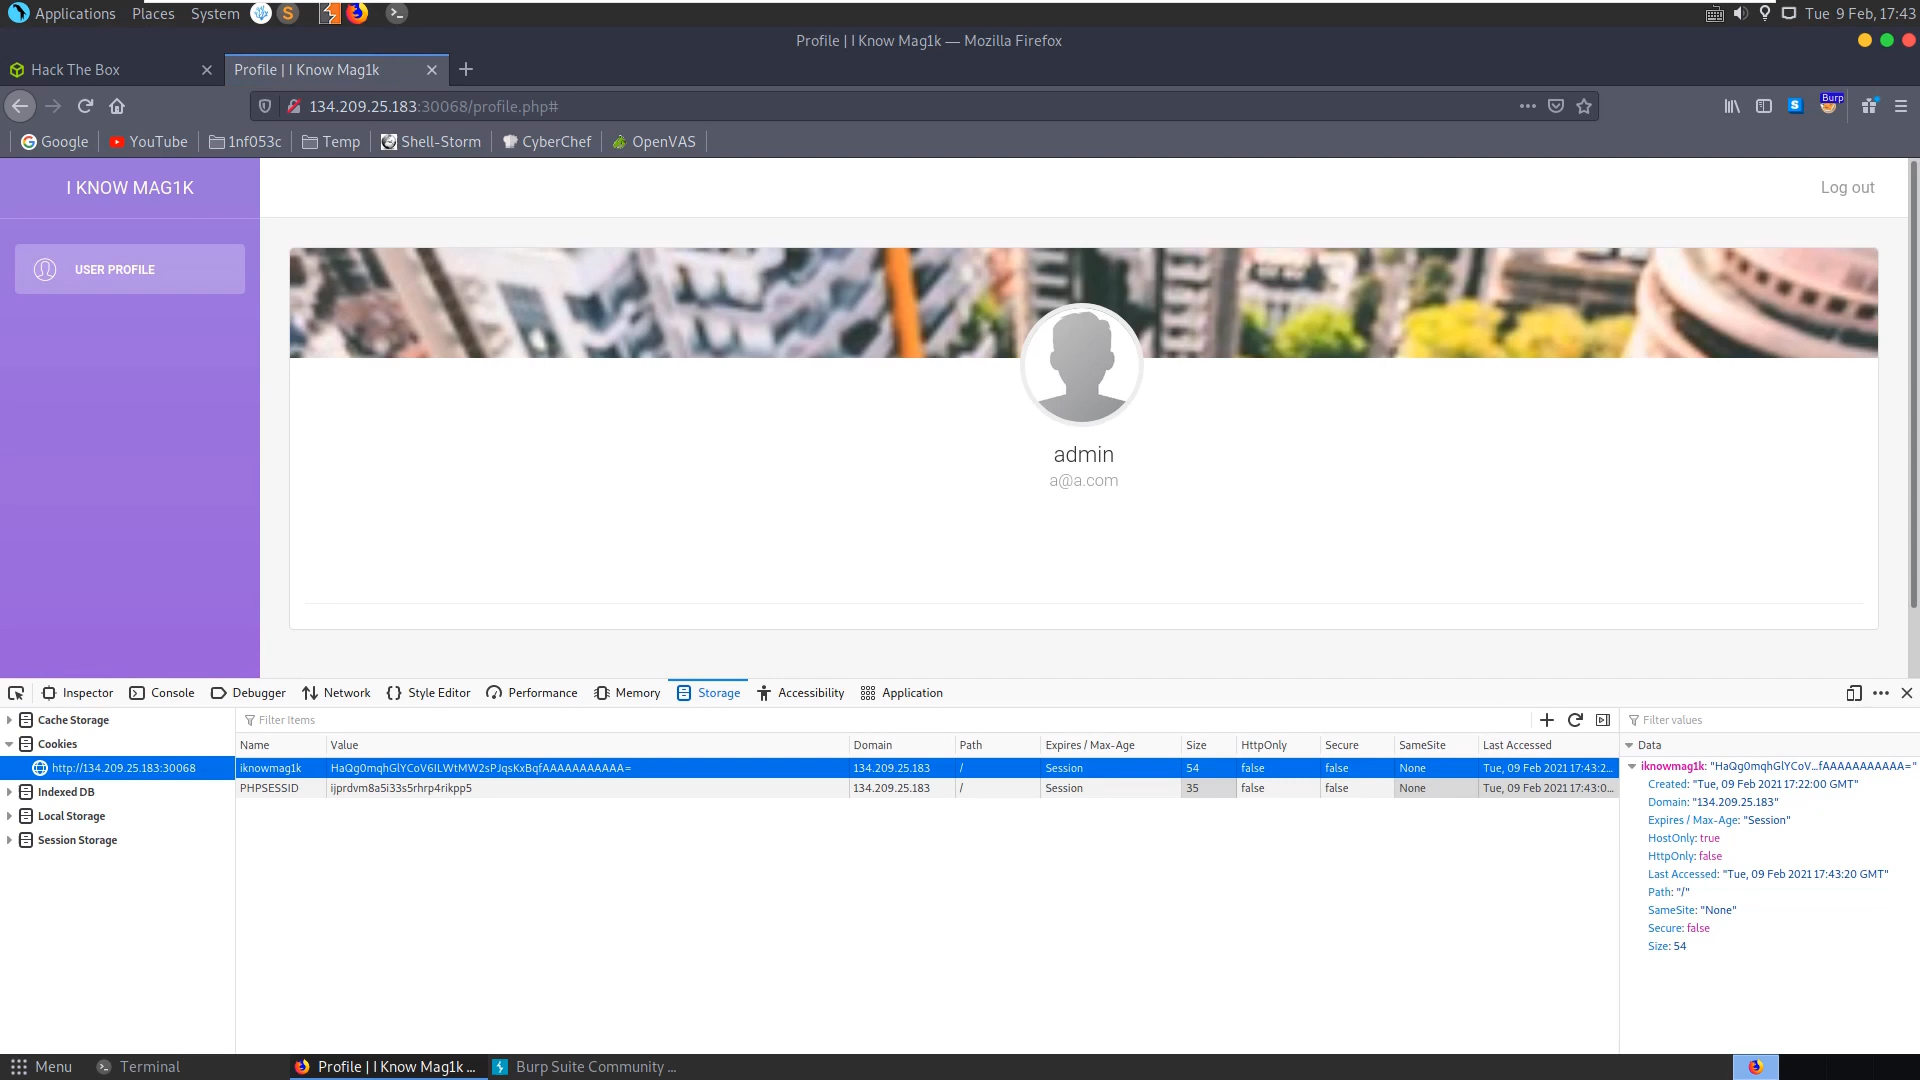 Applications Places System Tue 9 Feb, 17:43
Profile | I Know Mag1k — Mozilla Firefox
Hack The Box Profile | I Know Mag1k
134.209.25.183:30068/profile.php# Burp
Google YouTube 1nf053c Temp Shell-Storm CyberChef OpenVAS
I KNOW MAG1K Log out
USER PROFILE
admin
a@a.com
Inspector Console Debugger Network Style Editor Performance Memory Storage Accessibility Application
Cache Storage Filter Items Filter values
Cookies Name Value Domain Path Expires / Max-Age Size HttpOnly Secure SameSite Last Accessed Data
http://134.209.25.183:30068 iknowmag1k HaQg0mqhGlYCoV6ILWtMW2sPJqsKxBqfAAAAAAAAAAA= 134.209.25.183 / Session 54 false false None Tue, 09 Feb 2021 17:43:2... iknowmag1k: "HaQg0mqhGlYCoV...fAAAAAAAAAAA="
Indexed DB PHPSESSID ijprdvm8a5i33s5rhrp4rikpp5 134.209.25.183 / Session 35 false false None Tue, 09 Feb 2021 17:43:0... Created: "Tue, 09 Feb 2021 17:22:00 GMT"
Domain: "134.209.25.183"
Local Storage Expires / Max-Age: "Session"
Session Storage HostOnly: true
HttpOnly: false
Last Accessed: "Tue, 09 Feb 2021 17:43:20 GMT"
Path: "/"
SameSite: "None"
Secure: false
Size: 54
Menu Terminal Profile | I Know Mag1k ... Burp Suite Community ...